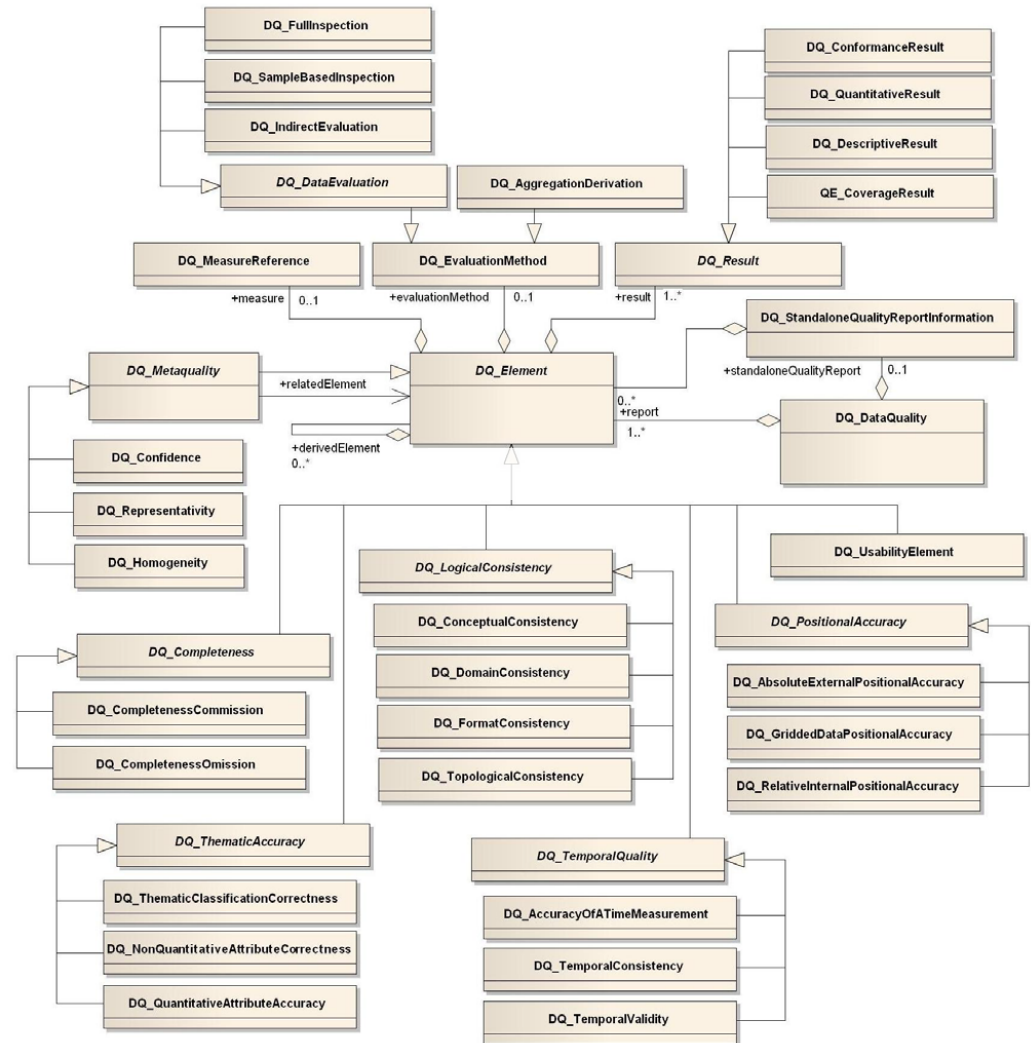 DQ_FullInspection
DQ_SampleBasedInspection
DQ_IndirectEvaluation
DQ_DataEvaluation
DQ_AggregationDerivation
DQ_ConformanceResult
DQ_QuantitativeResult
DQ_DescriptiveResult
QE_CoverageResult
DQ_MeasureReference
DQ_EvaluationMethod
DQ_Result
+measure
0..1
+evaluationMethod
0..1
+result
1..*
DQ_StandaloneQualityReportInformation
DQ_Metaquality
+relatedElement
DQ_Element
+standaloneQualityReport
0..1
0..*
+report
1..*
DQ_DataQuality
+derivedElement
0..*
DQ_Confidence
DQ_Representativity
DQ_Homogeneity
DQ_UsabilityElement
DQ_LogicalConsistency
DQ_ConceptualConsistency
DQ_DomainConsistency
DQ_FormatConsistency
DQ_TopologicalConsistency
DQ_PositionalAccuracy
DQ_AbsoluteExternalPositionalAccuracy
DQ_GriddedDataPositionalAccuracy
DQ_RelativeInternalPositionalAccuracy
DQ_Completeness
DQ_CompletenessCommission
DQ_CompletenessOmission
DQ_ThematicAccuracy
DQ_ThematicClassificationCorrectness
DQ_NonQuantitativeAttributeCorrectness
DQ_QuantitativeAttributeAccuracy
DQ_TemporalQuality
DQ_AccuracyOfATimeMeasurement
DQ_TemporalConsistency
DQ_TemporalValidity